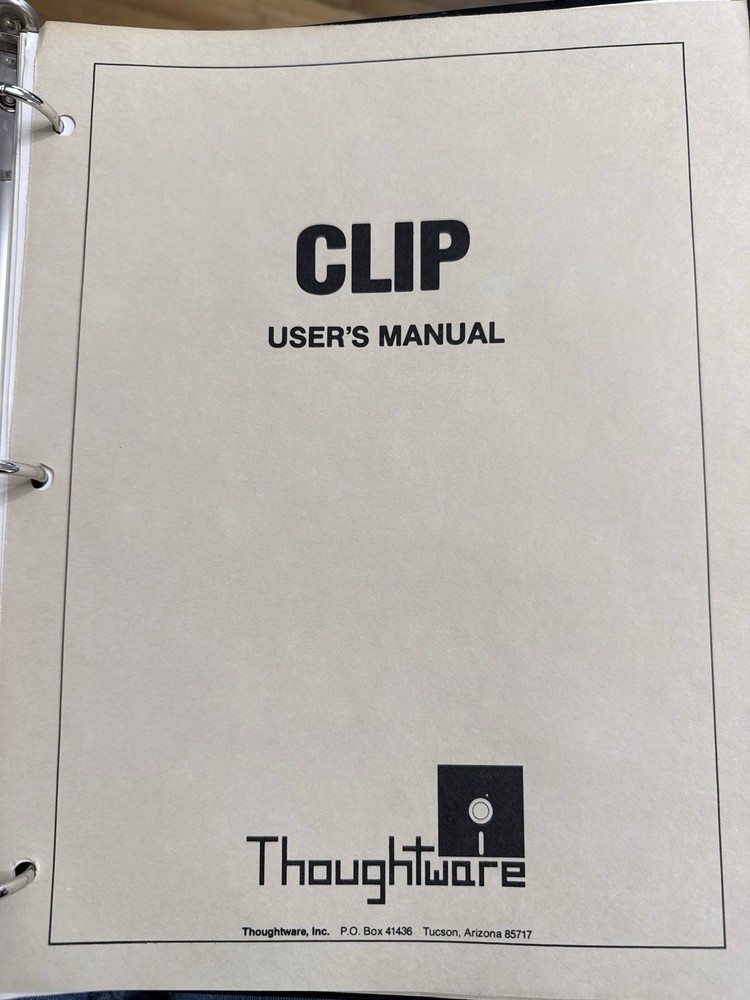 CLIP
USER'S MANUAL
Thoughtware
Thoughtware, Inc. P.O. Box 41436 Tucson, Arizona 85717